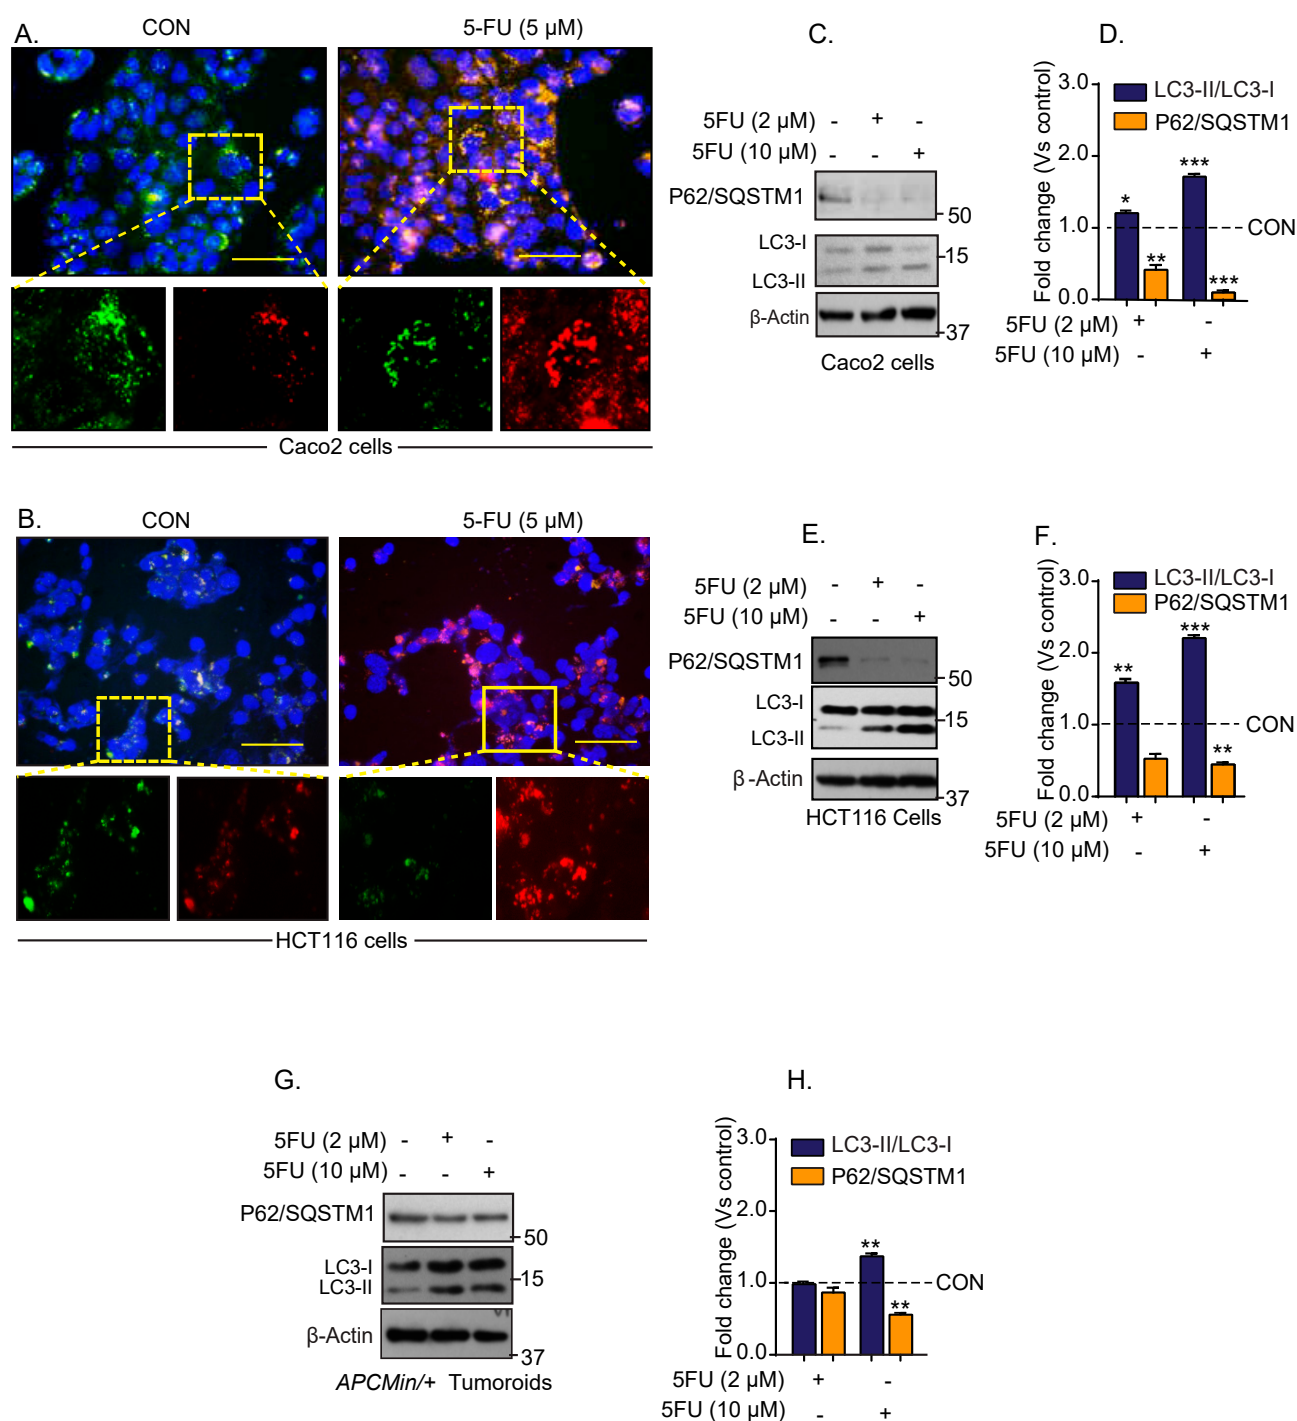 A.
CON
5-FU (5 µM)
Caco2 cells
B.
CON
5-FU (5 µM)
HCT116 cells
C.
5FU (2 µM) - + -
5FU (10 µM) - - +
P62/SQSTM1
50
LC3-I
15
LC3-II
β-Actin
37
Caco2 cells
D.
Fold change (Vs control)
3.0
2.0
1.0
0.0
LC3-II/LC3-I
P62/SQSTM1
* ** *** ***
CON
5FU (2 µM) + -
5FU (10 µM) - +
E.
5FU (2 µM) - + -
5FU (10 µM) - - +
P62/SQSTM1
50
LC3-I
15
LC3-II
β-Actin
37
HCT116 Cells
F.
Fold change (Vs control)
3.0
2.0
1.0
0.0
LC3-II/LC3-I
P62/SQSTM1
** *** **
CON
5FU (2 µM) + -
5FU (10 µM) - +
G.
5FU (2 µM) - + -
5FU (10 µM) - - +
P62/SQSTM1
50
LC3-I
15
LC3-II
β-Actin
37
APCMin/+ Tumoroids
H.
Fold change (Vs control)
3.0
2.0
1.0
0.0
LC3-II/LC3-I
P62/SQSTM1
** **
CON
5FU (2 µM) + -
5FU (10 µM) - +